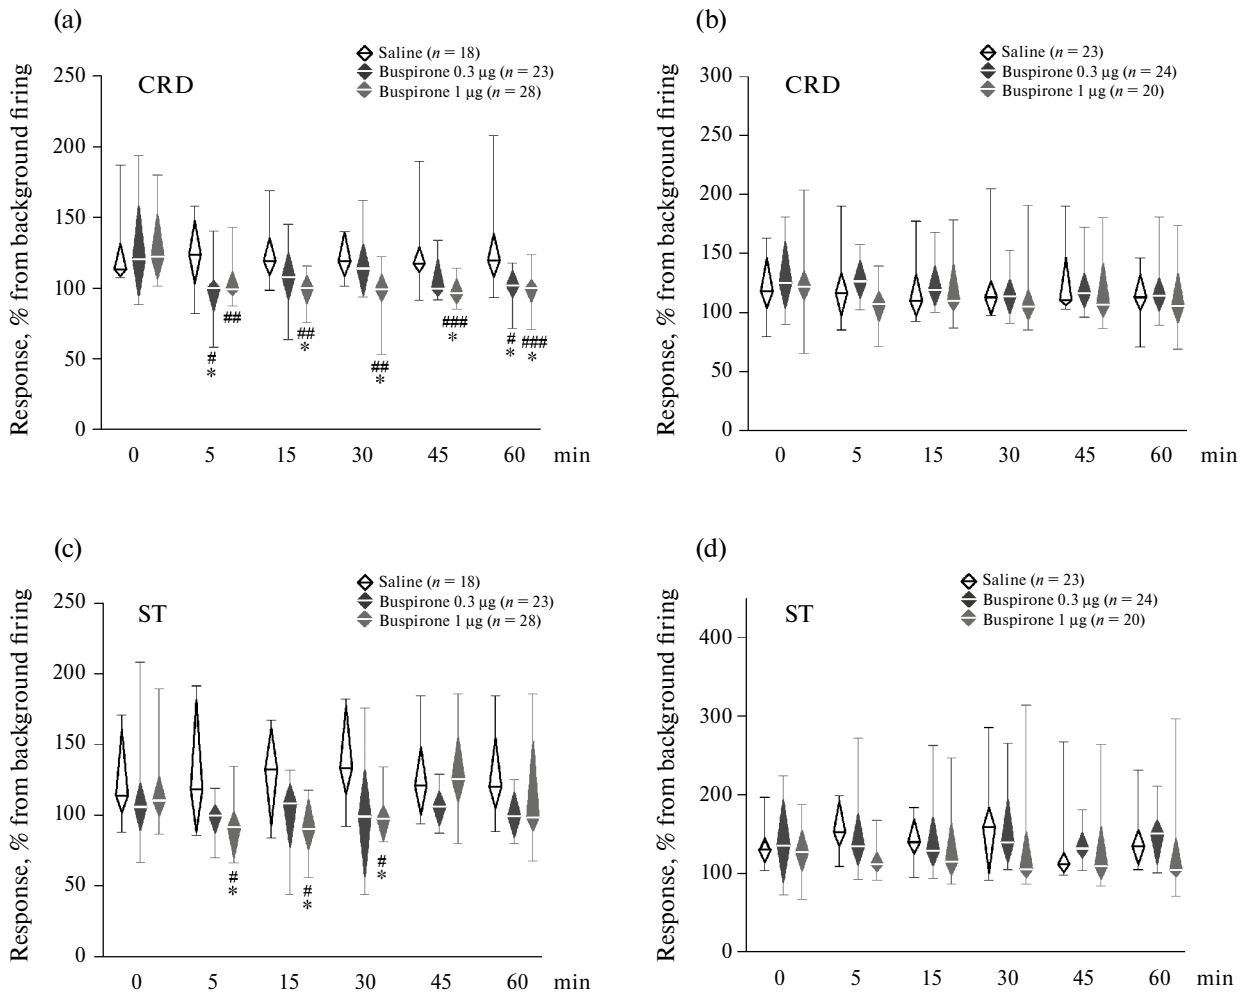 (a)
Saline (n = 18)
Buspirone 0.3 µg (n = 23)
Buspirone 1 µg (n = 28)
CRD
Response, % from background firing
250
200
150
100
50
0
##
#
*
##
*
##
*
###
*
#
*
###
*
0 5 15 30 45 60 min
(b)
Saline (n = 23)
Buspirone 0.3 µg (n = 24)
Buspirone 1 µg (n = 20)
CRD
Response, % from background firing
300
250
200
150
100
50
0
0 5 15 30 45 60 min
(c)
Saline (n = 18)
Buspirone 0.3 µg (n = 23)
Buspirone 1 µg (n = 28)
ST
Response, % from background firing
250
200
150
100
50
0
#
*
#
*
#
*
0 5 15 30 45 60 min
(d)
Saline (n = 23)
Buspirone 0.3 µg (n = 24)
Buspirone 1 µg (n = 20)
ST
Response, % from background firing
400
300
200
100
0
0 5 15 30 45 60 min